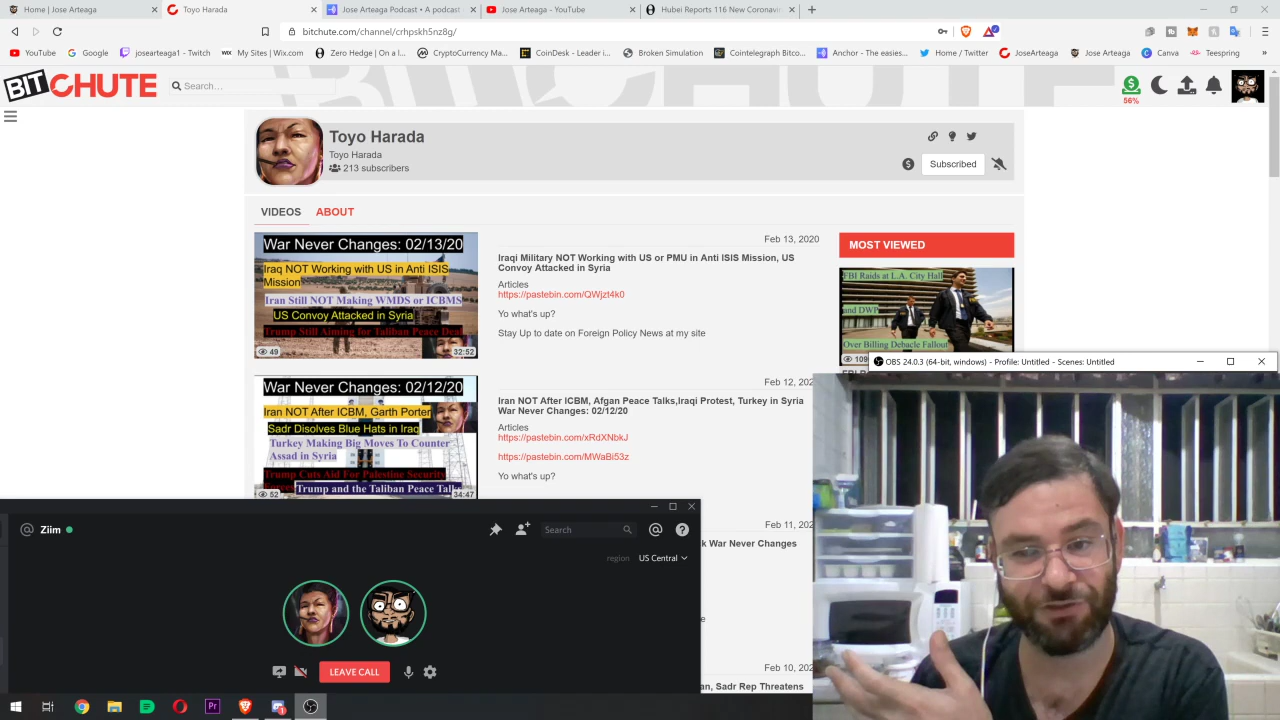 Home | Jose Arteaga
Toyo Harada
Jose Arteaga Podcast • A podcast
Jose Arteaga - YouTube
Hubei Reports 116 New Coronavir
bitchute.com/channel/crhpskh5nz8g/
YouTube
Google
josearteaga1 - Twitch
WIX
My Sites | Wix.com
Zero Hedge | On a l...
CryptoCurrency Ma...
CoinDesk – Leader i...
Broken Simulation
Cointelegraph Bitco...
Anchor - The easies...
Home / Twitter
JoseArteaga
Jose Arteaga
Canva
Teespring
BITCHUTE
Search...
BITCHUTE
56%
Toyo Harada
Toyo Harada
213 subscribers
Subscribed
VIDEOS
ABOUT
War Never Changes: 02/13/20
Iraq NOT Working with US in Anti ISIS
Mission
Iran Still NOT Making WMDS or ICBMS
US Convoy Attacked in Syria
Trump Still Aiming for Taliban Peace Deal
49
32:52
Feb 13, 2020
Iraqi Military NOT Working with US or PMU in Anti ISIS Mission, US
Convoy Attacked in Syria
Articles
https://pastebin.com/QWjzt4k0
Yo what's up?
Stay Up to date on Foreign Policy News at my site
MOST VIEWED
FBI Raids at L.A. City Hall
and DWP
Over Billing Debacle Fallout
109
War Never Changes: 02/12/20
Iran NOT After ICBM, Garth Porter
Sadr Disolves Blue Hats in Iraq
Turkey Making Big Moves To Counter
Assad in Syria
Trump Cuts Aid For Palestine Security
Forces
Trump and the Taliban Peace Talks
52
34:47
Feb 12, 202
Iran NOT After ICBM, Afgan Peace Talks,Iraqi Protest, Turkey in Syria
War Never Changes: 02/12/20
Articles
https://pastebin.com/xRdXNbkJ
https://pastebin.com/MWaBi53z
Yo what's up?
Feb 11, 202
k War Never Changes
e
Feb 10, 202
an, Sadr Rep Threatens
OBS 24.0.3 (64-bit, windows) - Profile: Untitled - Scenes: Untitled
Ziim
Search
region
US Central
LEAVE CALL
Pr